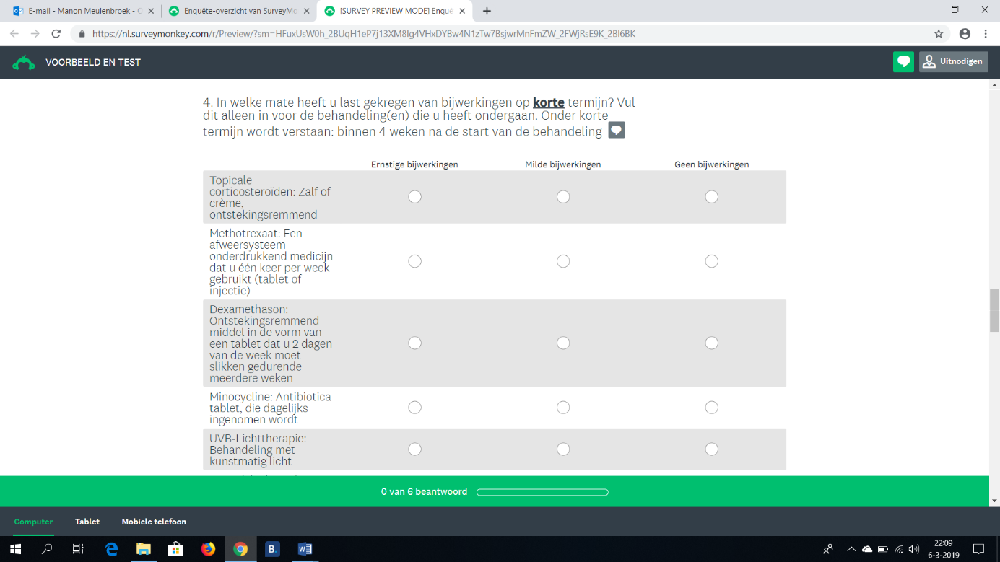 E-mail - Manon Meulenbroek - O
Enquête-overzicht van SurveyMo
[SURVEY PREVIEW MODE] Enquê
https://nl.surveymonkey.com/r/Preview/?sm=HFuxUsW0h_2BUqH1eP7j13XM8lg4VHxDYBw4N1zTw7BsjwrMnFmZW_2FWjRsE9K_2Bl6BK
VOORBEELD EN TEST
Uitnodigen
4. In welke mate heeft u last gekregen van bijwerkingen op korte termijn? Vul
dit alleen in voor de behandeling(en) die u heeft ondergaan. Onder korte
termijn wordt verstaan: binnen 4 weken na de start van de behandeling
Ernstige bijwerkingen Milde bijwerkingen Geen bijwerkingen
Topicale
corticosteroïden: Zalf of
crème,
ontstekingsremmend
Methotrexaat: Een
afweersysteem
onderdrukkend medicijn
dat u één keer per week
gebruikt (tablet of
injectie)
Dexamethason:
Ontstekingsremmend
middel in de vorm van
een tablet dat u 2 dagen
van de week moet
slikken gedurende
meerdere weken
Minocycline: Antibiotica
tablet, die dagelijks
ingenomen wordt
UVB-Lichttherapie:
Behandeling met
kunstmatig licht
0 van 6 beantwoord
Computer Tablet Mobiele telefoon
B.
22:09
6-3-2019